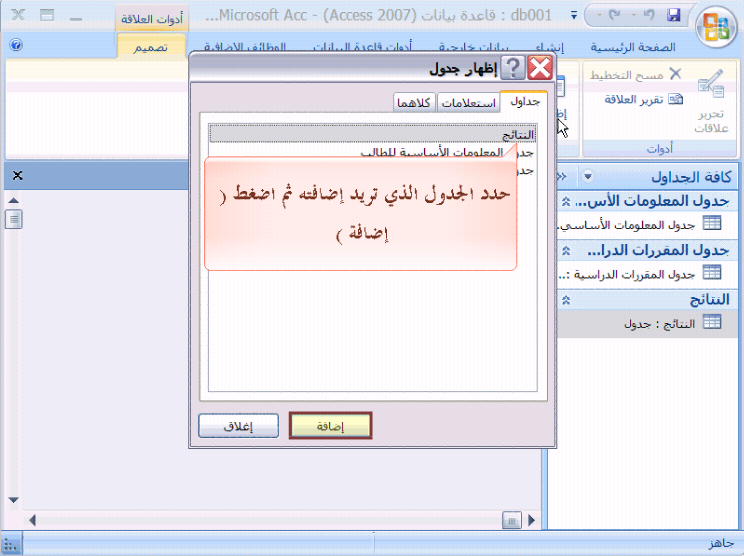 db001 : قاعدة بيانات (Access 2007) - Microsoft Acc...
أدوات العلاقة
الصفحة الرئيسية
إنشاء
بيانات خارجية
أدوات قاعدة البيانات
الوظائف الإضافية
تصميم
تحرير علاقات
مسح التخطيط
تقرير العلاقة
أدوات
إظهار جدول
جداول
استعلامات
كلاهما
النتائج
جدول المعلومات الأساسية للطالب
حدد الجدول الذي تريد إضافته ثم اضغط (
إضافة )
إضافة
إغلاق
كافة الجداول
جدول المعلومات الأس...
جدول المعلومات الأساسي...
جدول المقررات الدرا...
جدول المقررات الدراسية :...
النتائج
النتائج : جدول
جاهز